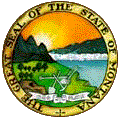 THE GREAT SEAL OF THE STATE OF MONTANA